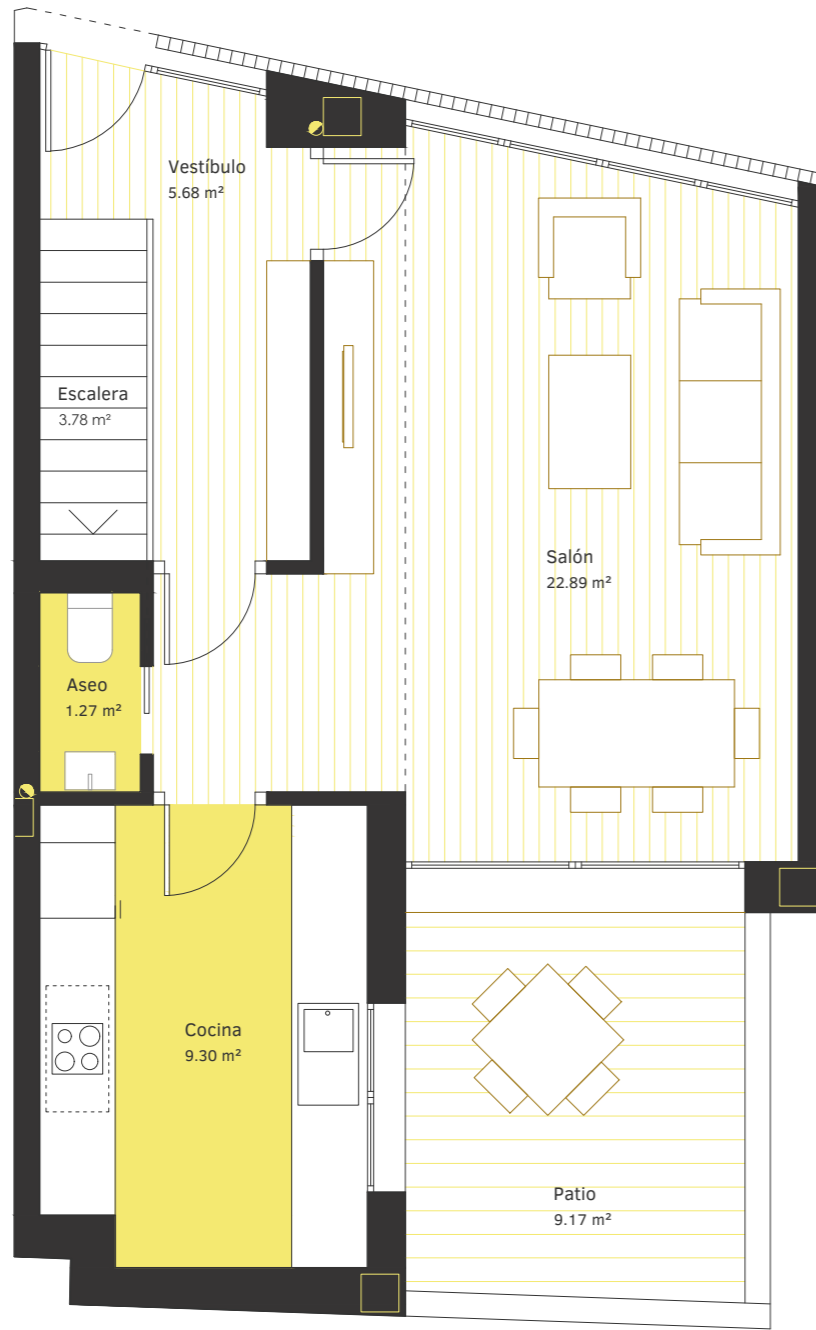 Vestíbulo
5.68 m²
Escalera
3.78 m²
Salón
22.89 m²
Aseo
1.27 m²
Cocina
9.30 m²
Patio
9.17 m²